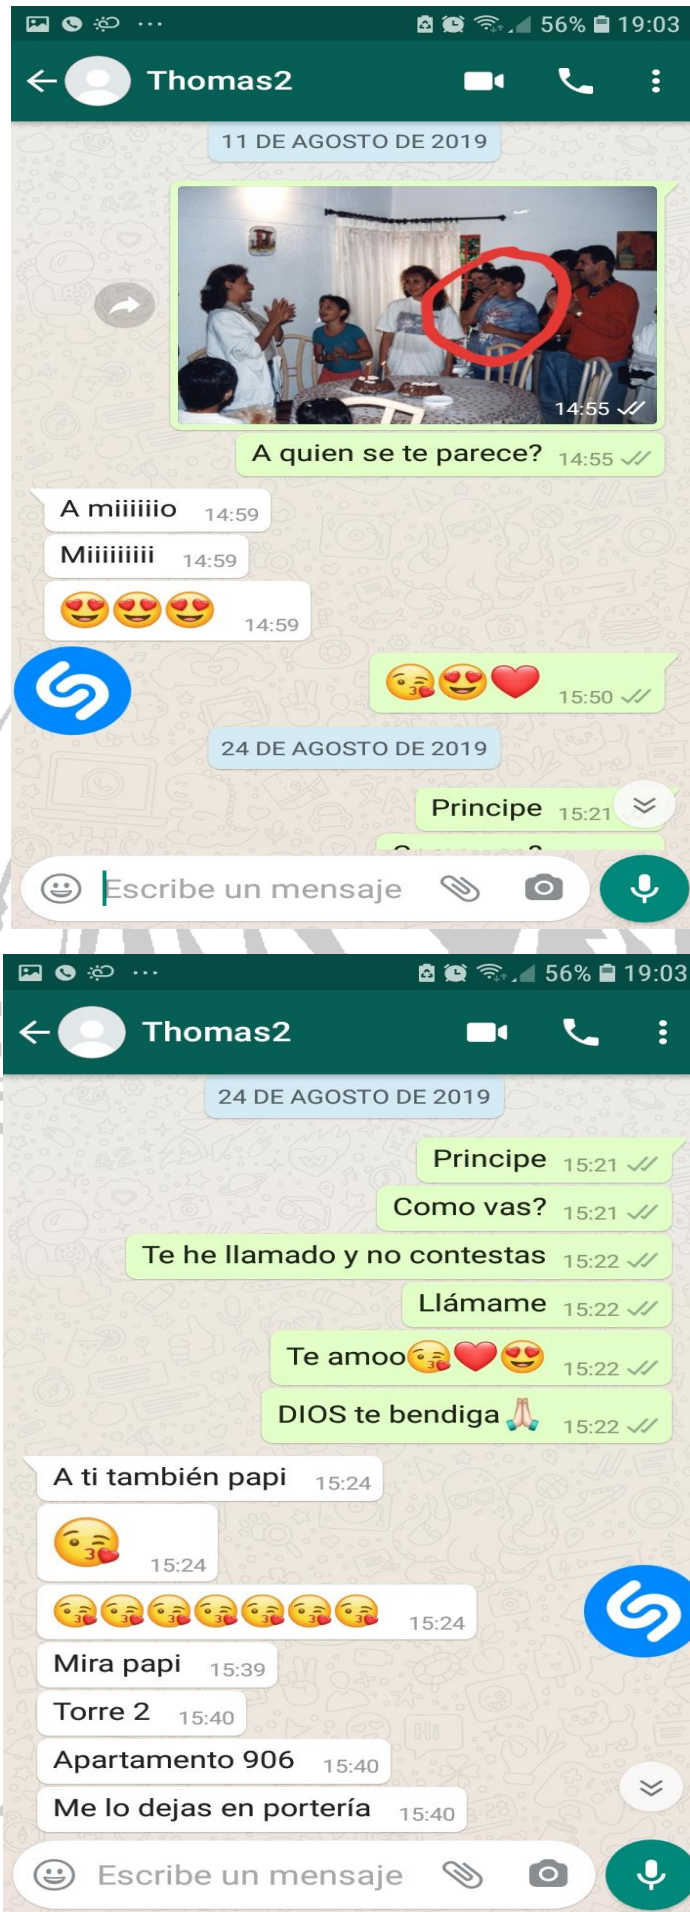 56% 19:03
Thomas2
11 DE AGOSTO DE 2019
14:55
A quien se te parece? 14:55
A miiiiiio 14:59
Miiiiiiiii 14:59
14:59
15:50
24 DE AGOSTO DE 2019
Principe 15:21
Escribe un mensaje
56% 19:03
Thomas2
24 DE AGOSTO DE 2019
Principe 15:21
Como vas? 15:21
Te he llamado y no contestas 15:22
Llámame 15:22
Te amoo😘❤️😍 15:22
DIOS te bendiga🙏🏻 15:22
A ti también papi 15:24
15:24
15:24
Mira papi 15:39
Torre 2 15:40
Apartamento 906 15:40
Me lo dejas en portería 15:40
Escribe un mensaje